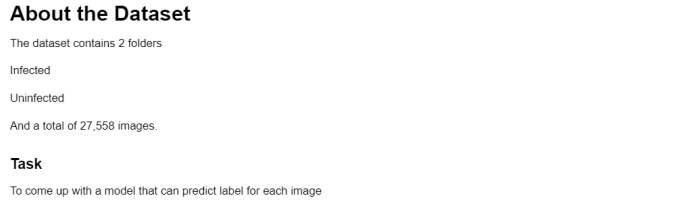 About the Dataset
The dataset contains 2 folders
Infected
Uninfected
And a total of 27,558 images.
Task
To come up with a model that can predict label for each image